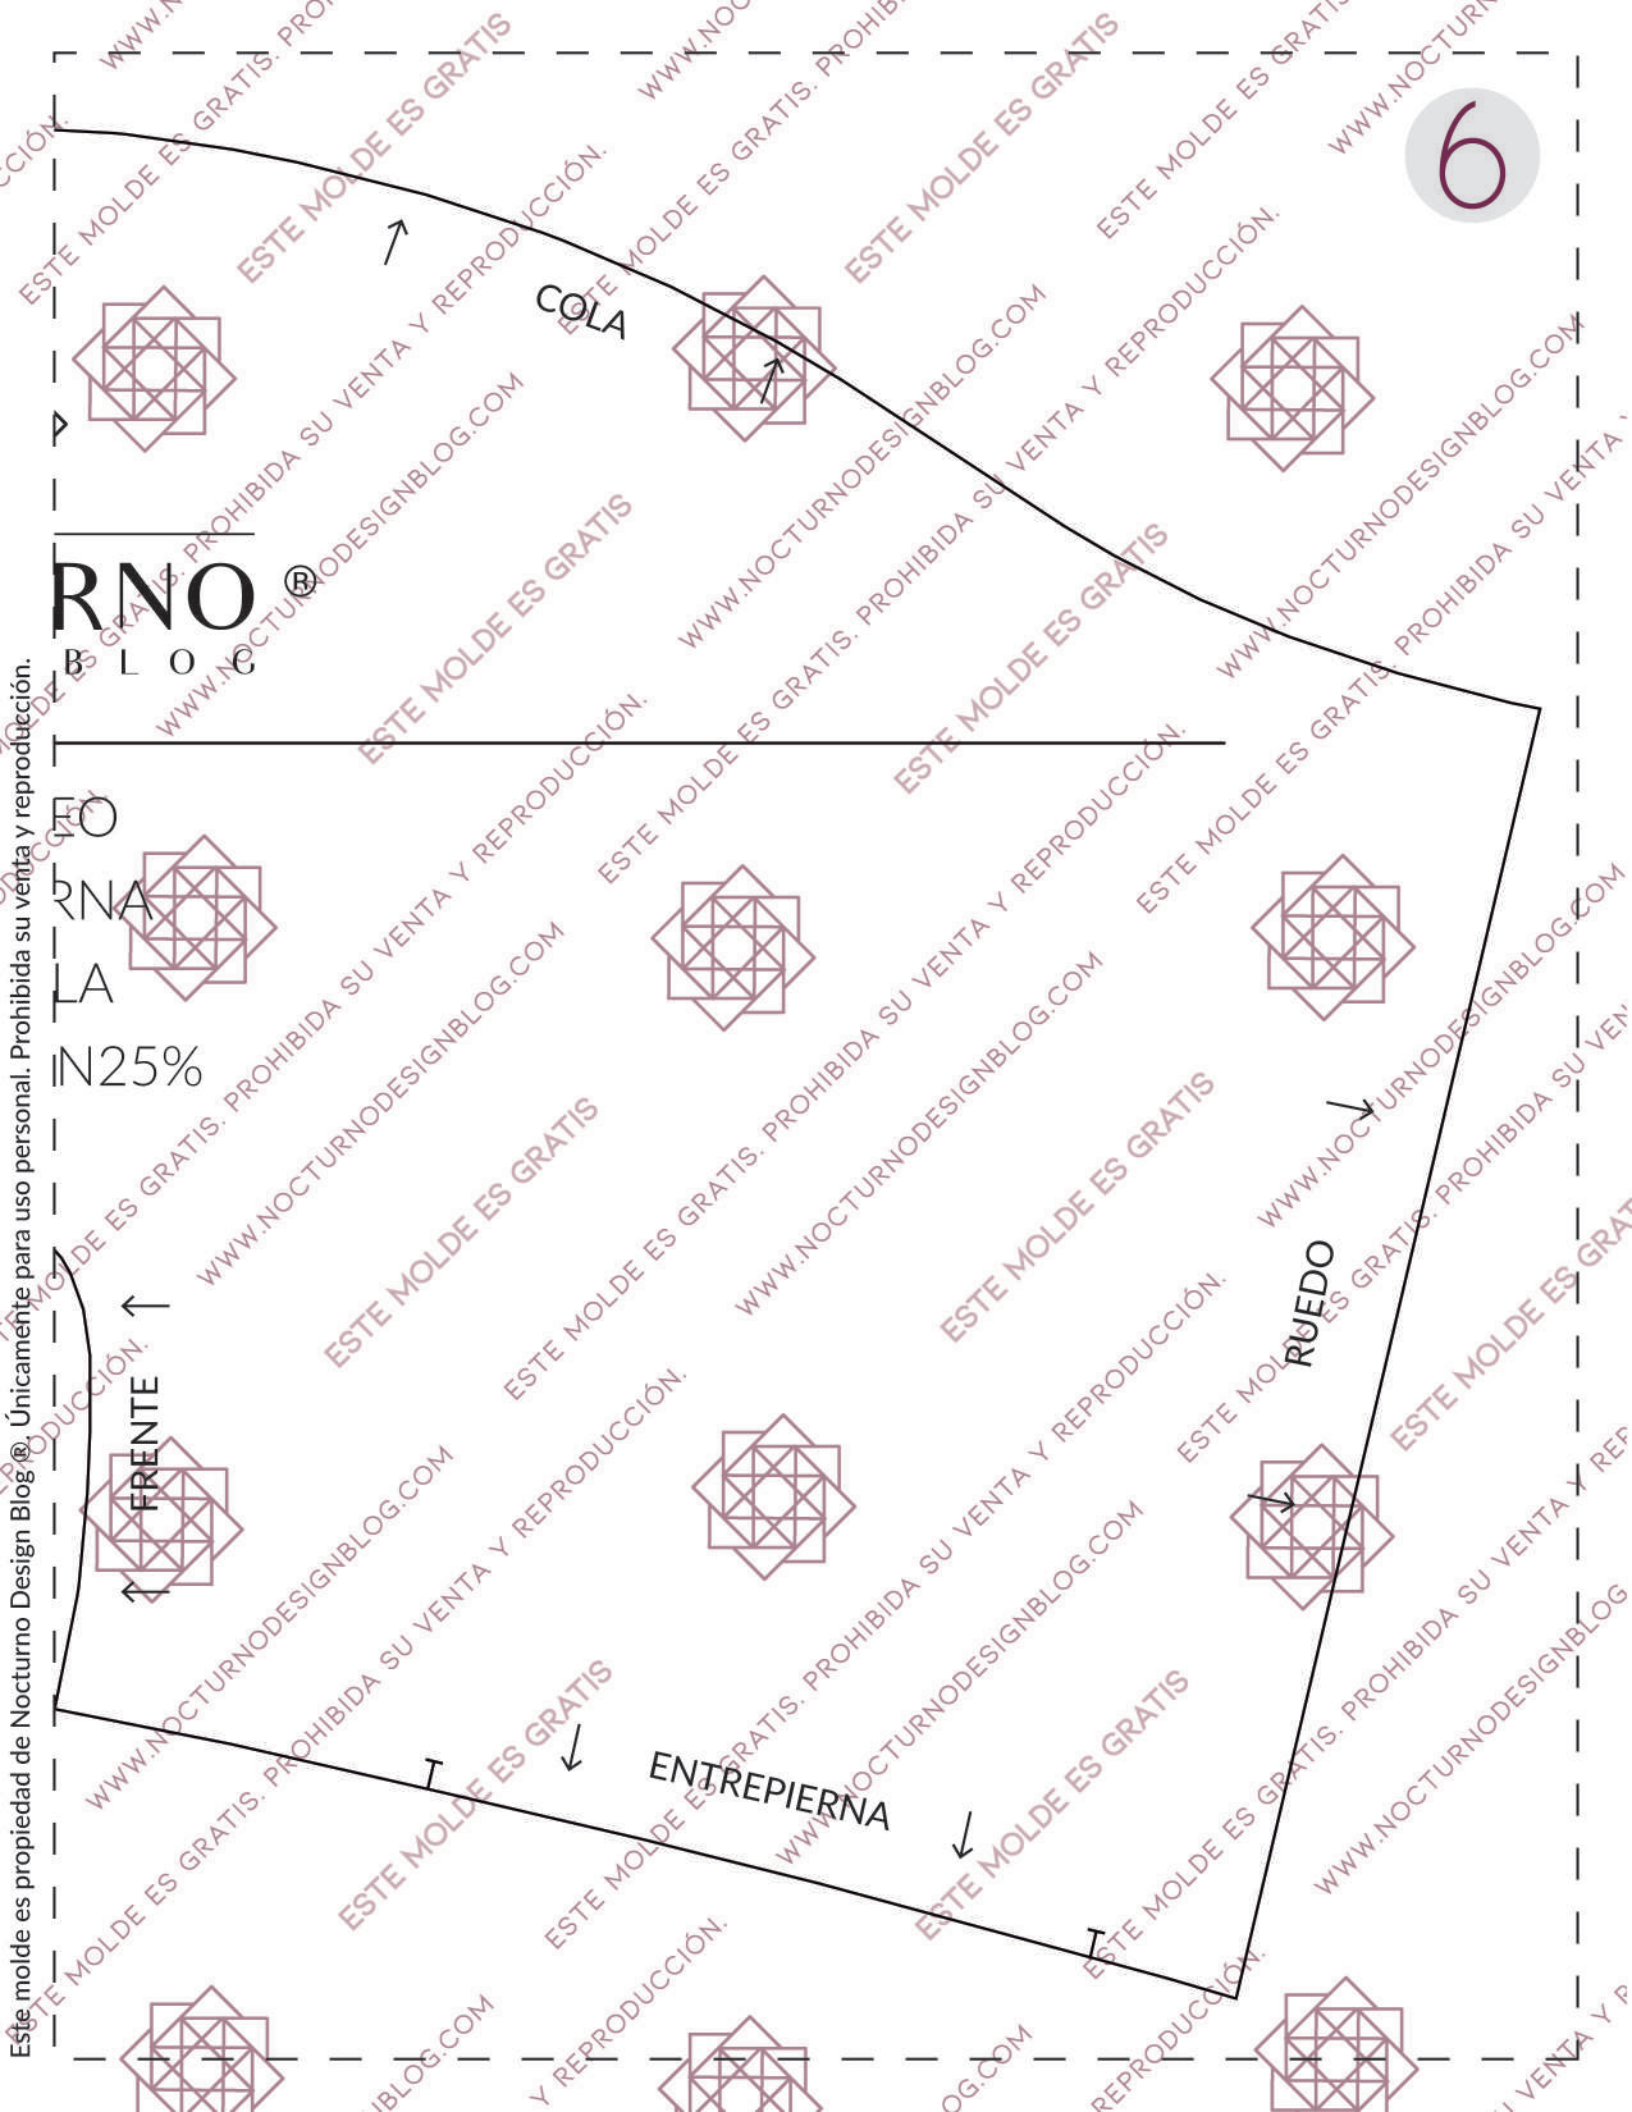 6
COLA
RNO ®
BLOG
EO
RNA
LA
N25%
FRENTE
RUEDO
ENTREPIERNA
Este molde es propiedad de Nocturno Design Blog®. Únicamente para uso personal. Prohibida su venta y reproducción.
ESTE MOLDE ES GRATIS
ESTE MOLDE ES GRATIS. PROHIBIDA SU VENTA Y REPRODUCCIÓN.
WWW.NOCTURNODESIGNBLOG.COM